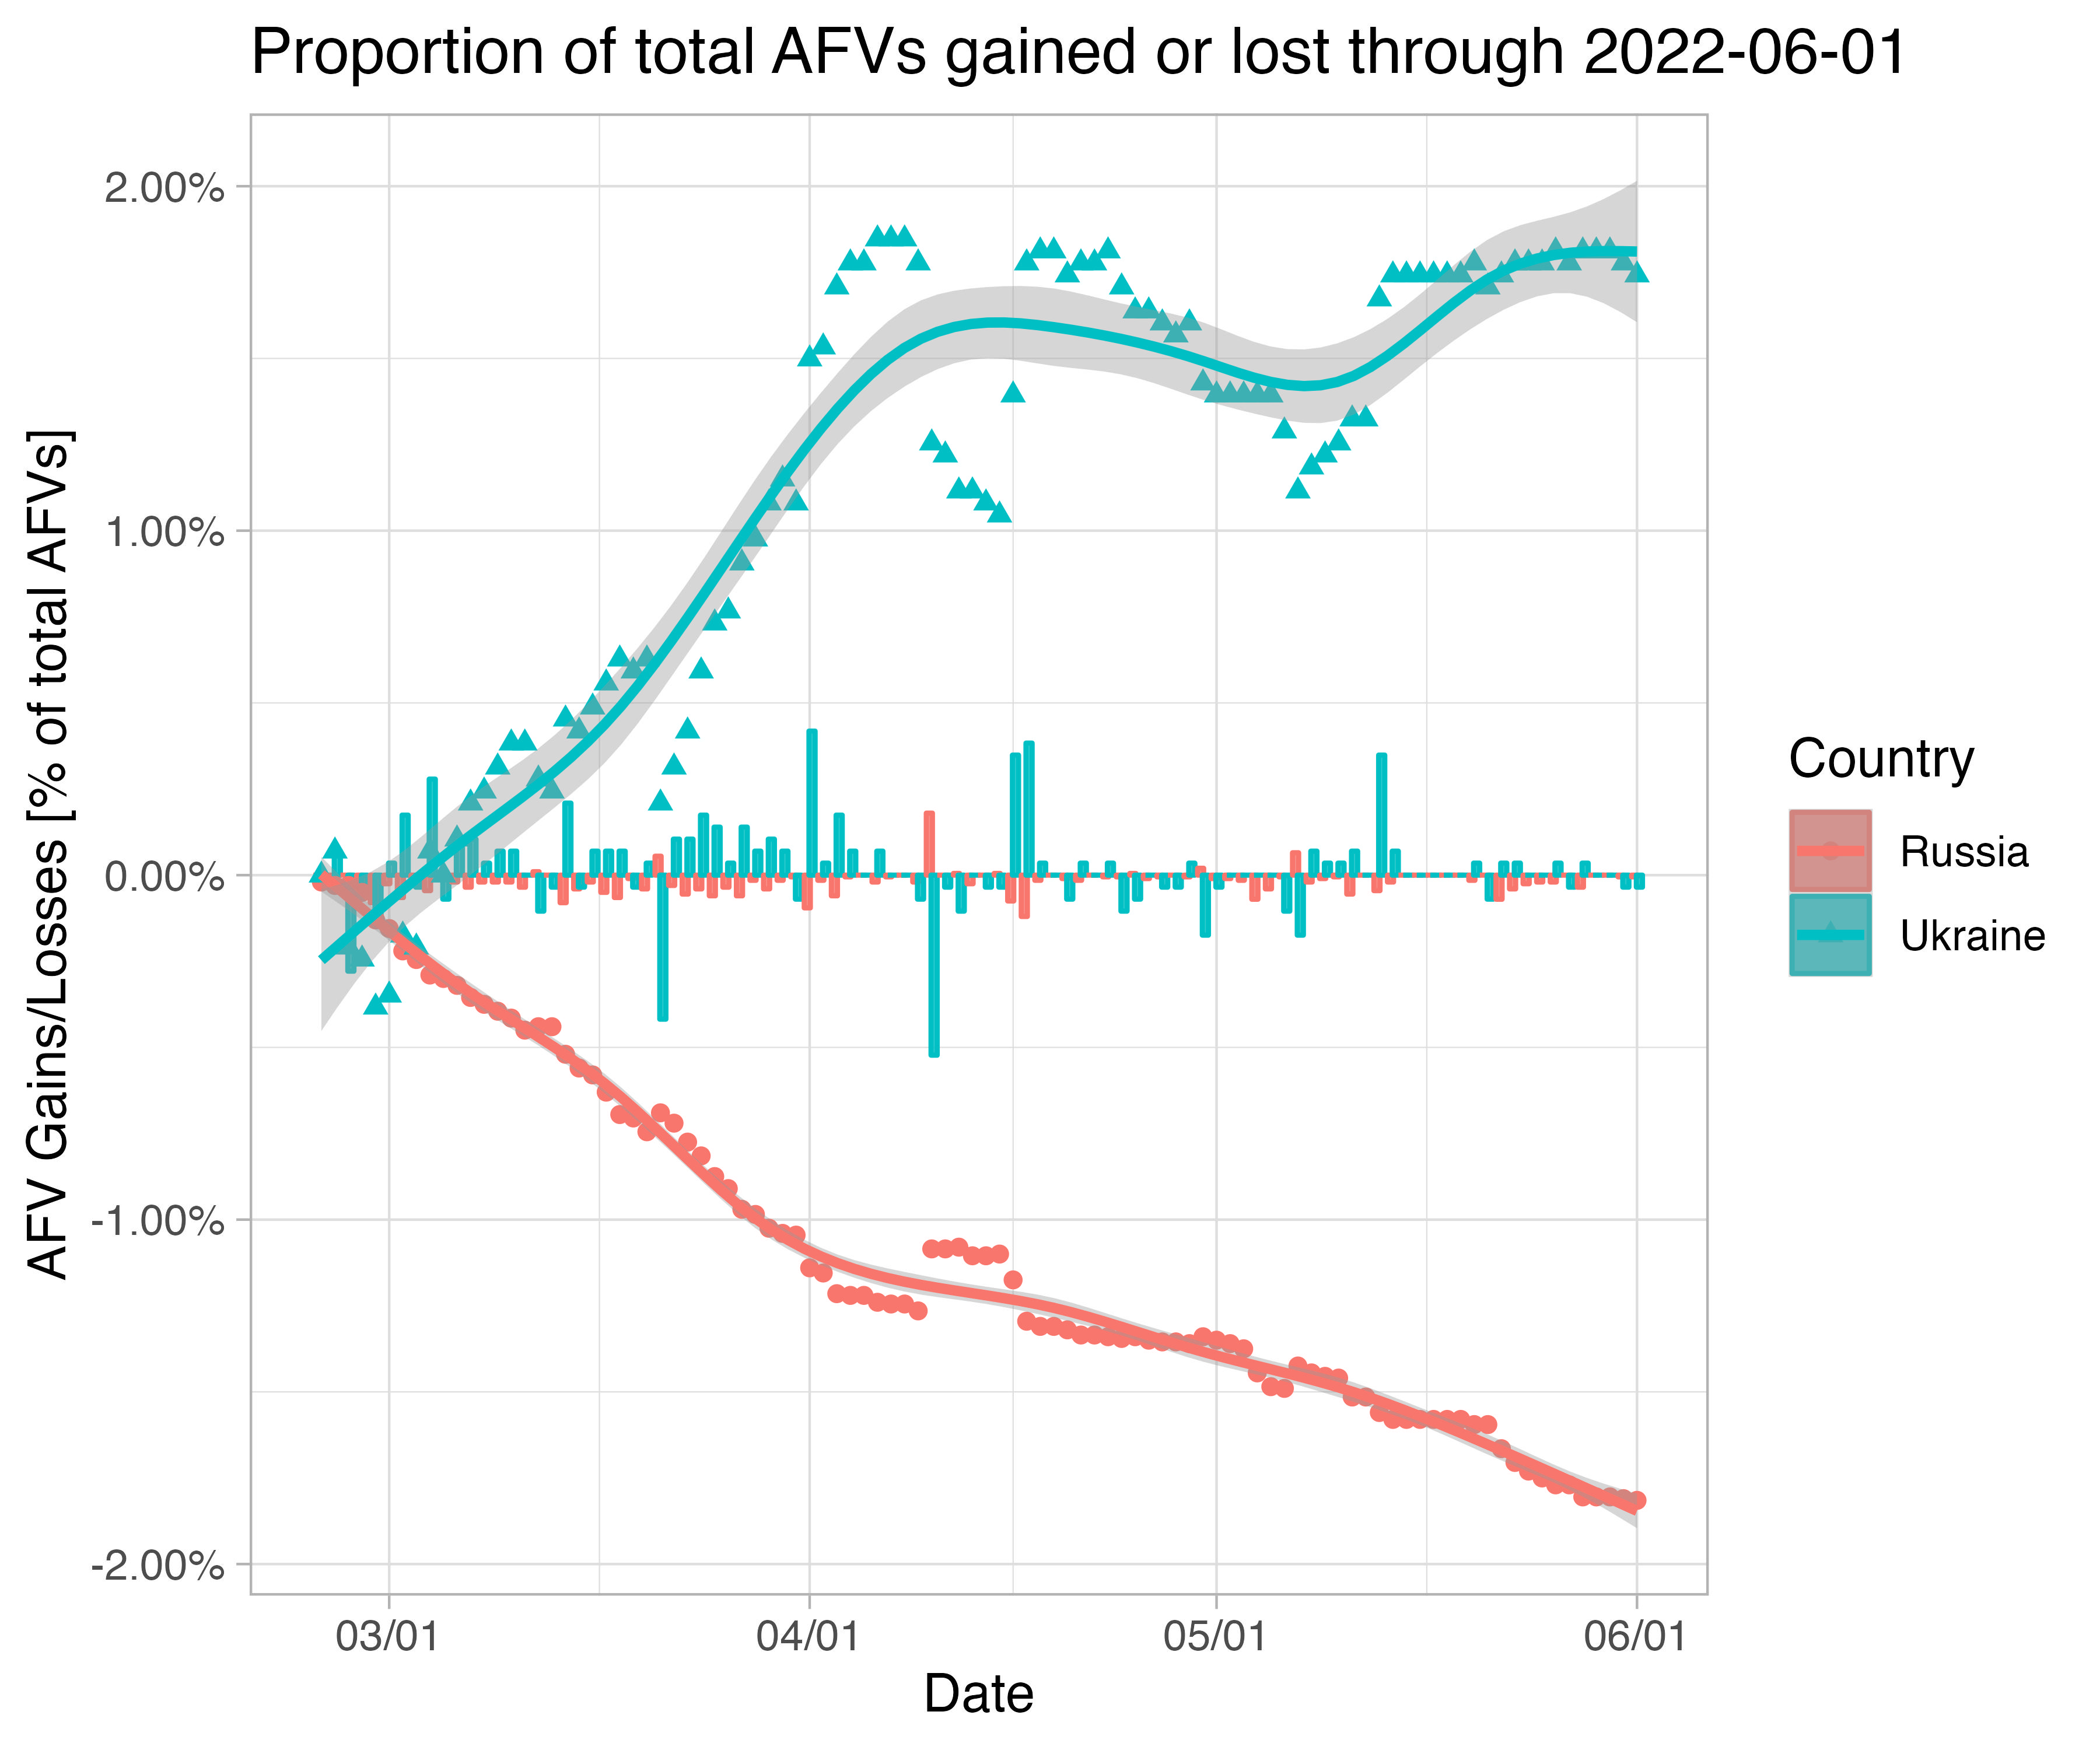 Proportion of total AFVs gained or lost through 2022-06-01
AFV Gains/Losses [% of total AFVs]
2.00%
1.00%
0.00%
-1.00%
-2.00%
03/01
04/01
05/01
06/01
Date
Country
Russia
Ukraine